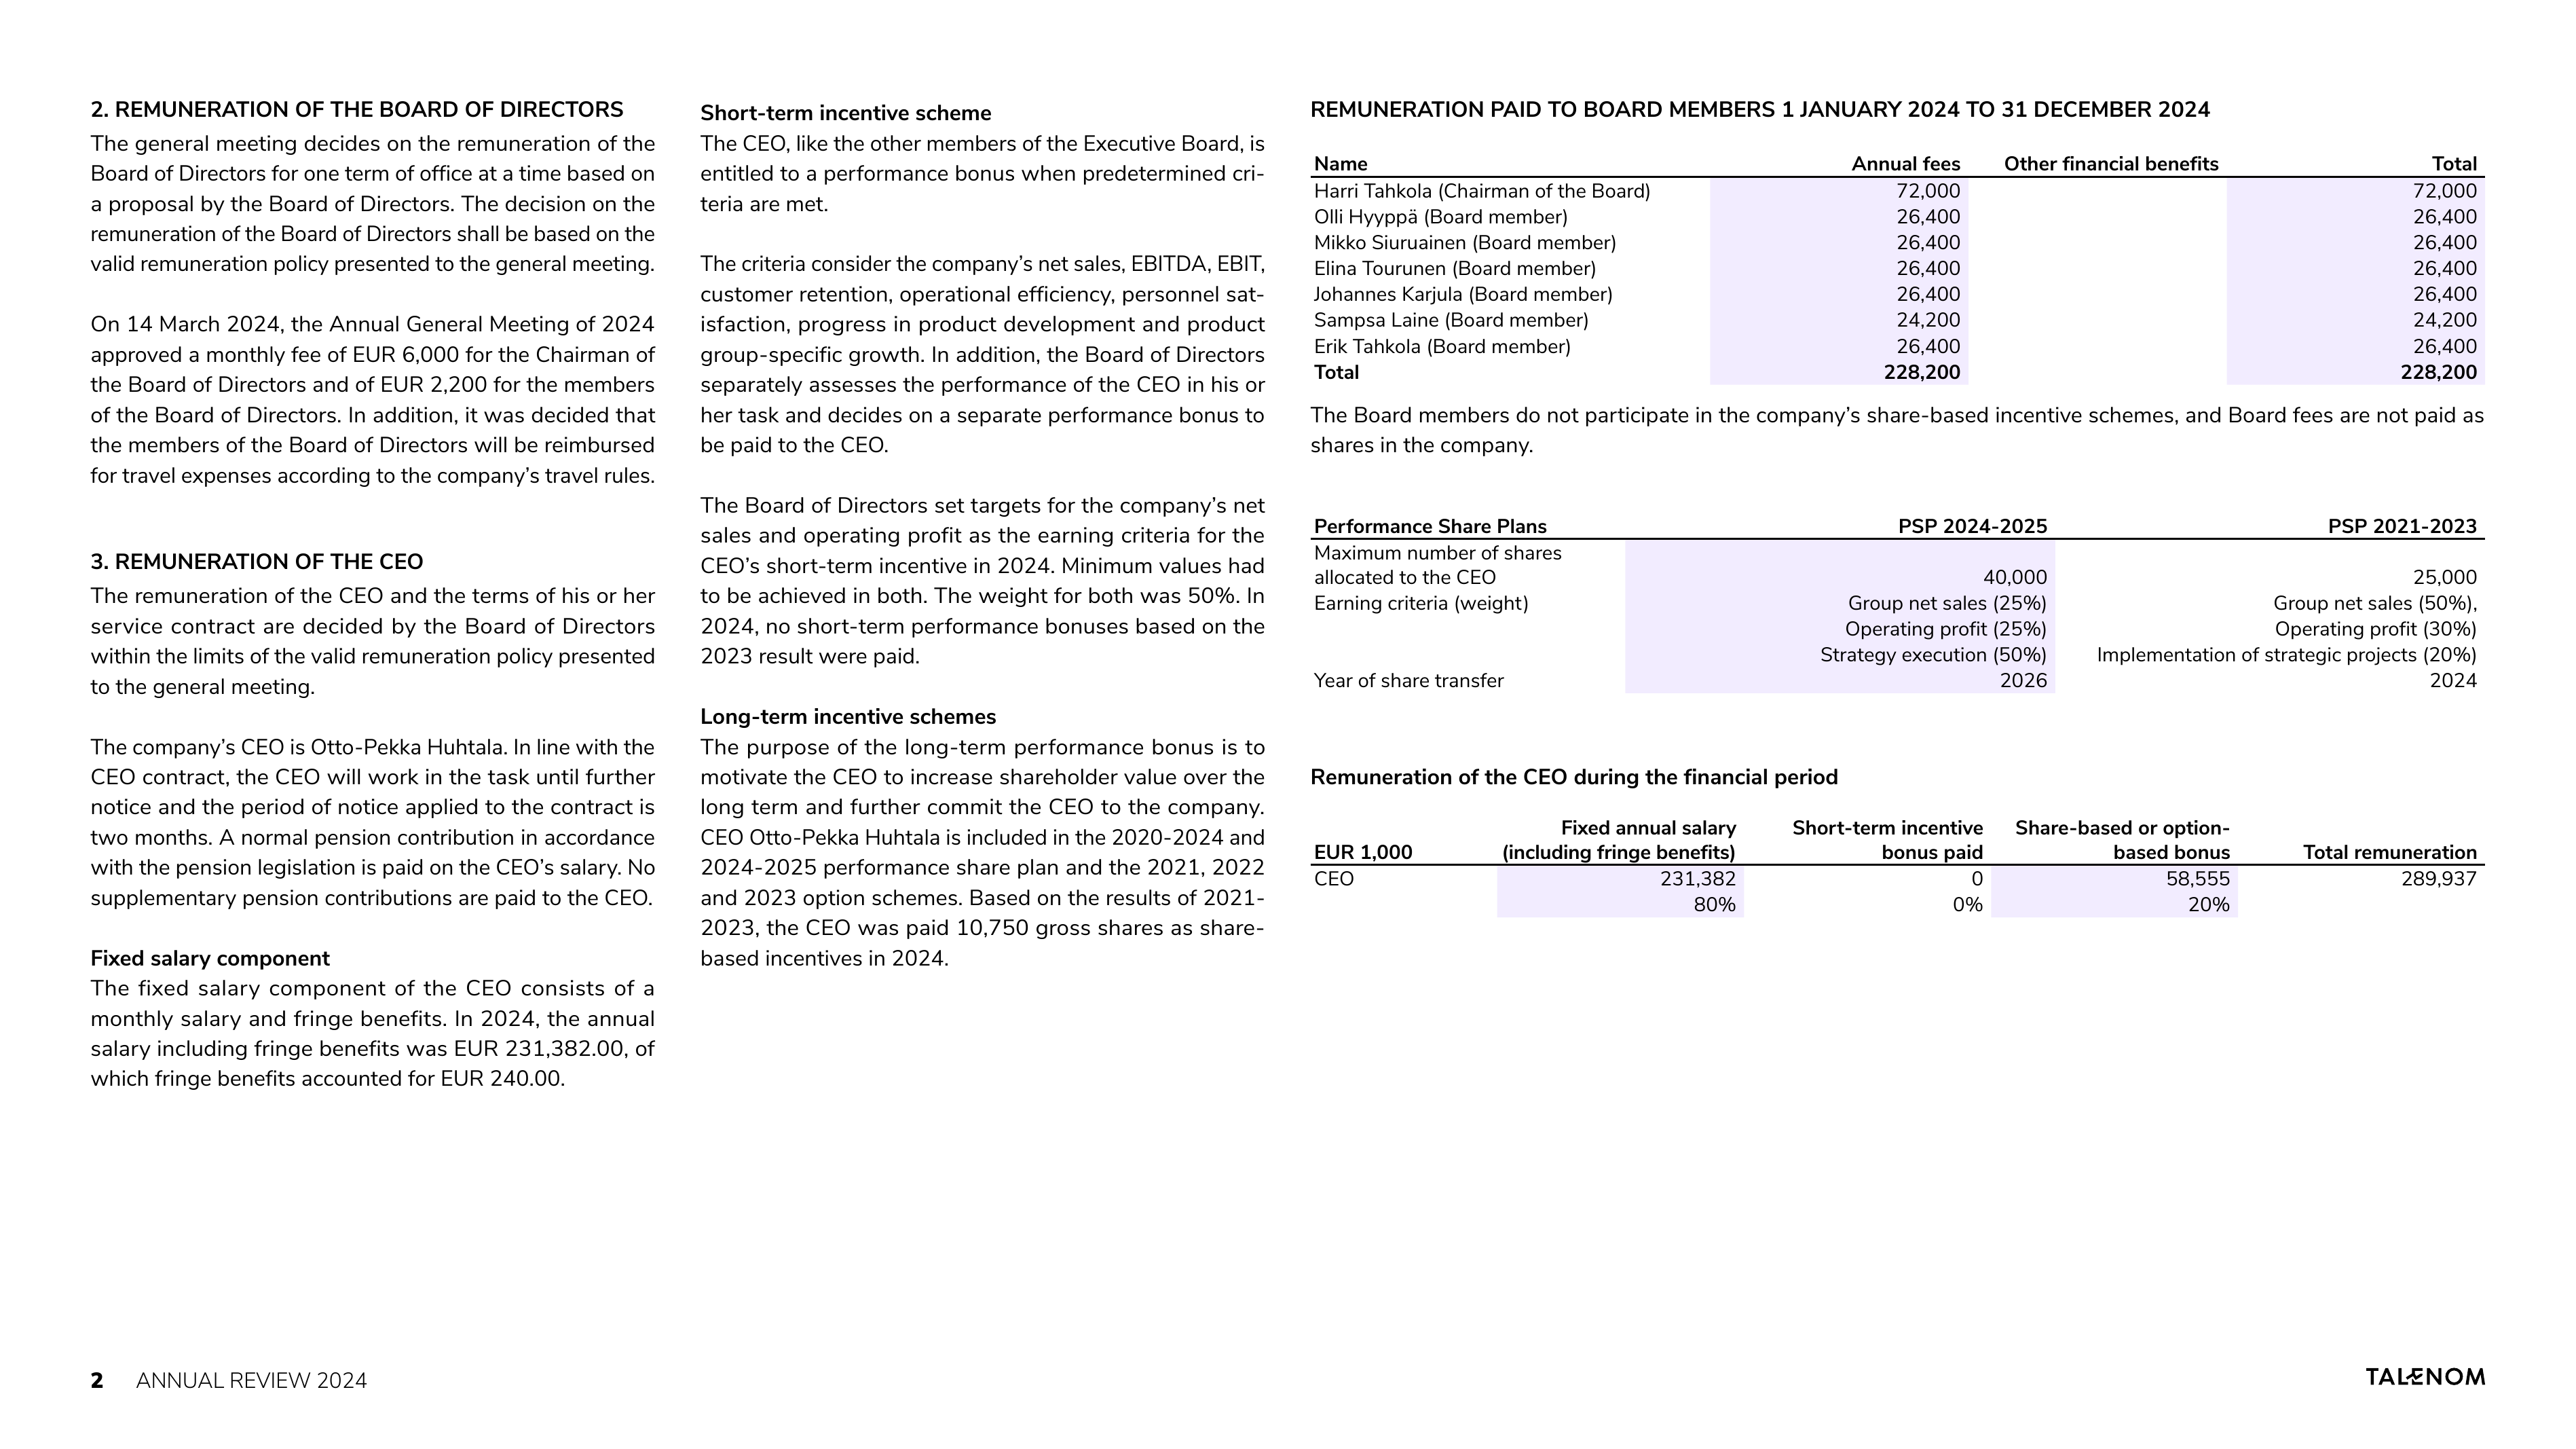 2. REMUNERATION OF THE BOARD OF DIRECTORS
The general meeting decides on the remuneration of the
Board of Directors for one term of office at a time based on
a proposal by the Board of Directors. The decision on the
remuneration of the Board of Directors shall be based on the
valid remuneration policy presented to the general meeting.
On 14 March 2024, the Annual General Meeting of 2024
approved a monthly fee of EUR 6,000 for the Chairman of
the Board of Directors and of EUR 2,200 for the members
of the Board of Directors. In addition, it was decided that
the members of the Board of Directors will be reimbursed
for travel expenses according to the company's travel rules.
3. REMUNERATION OF THE CEO
The remuneration of the CEO and the terms of his or her
service contract are decided by the Board of Directors
within the limits of the valid remuneration policy presented
to the general meeting.
The company's CEO is Otto-Pekka Huhtala. In line with the
CEO contract, the CEO will work in the task until further
notice and the period of notice applied to the contract is
two months. A normal pension contribution in accordance
with the pension legislation is paid on the CEO's salary. No
supplementary pension contributions are paid to the CEO.
Fixed salary component
The fixed salary component of the CEO consists of a
monthly salary and fringe benefits. In 2024, the annual
salary including fringe benefits was EUR 231,382.00, of
which fringe benefits accounted for EUR 240.00.
Short-term incentive scheme
The CEO, like the other members of the Executive Board, is
entitled to a performance bonus when predetermined cri-
teria are met.
The criteria consider the company's net sales, EBITDA, EBIT,
customer retention, operational efficiency, personnel sat-
isfaction, progress in product development and product
group-specific growth. In addition, the Board of Directors
separately assesses the performance of the CEO in his or
her task and decides on a separate performance bonus to
be paid to the CEO.
The Board of Directors set targets for the company's net
sales and operating profit as the earning criteria for the
CEO's short-term incentive in 2024. Minimum values had
to be achieved in both. The weight for both was 50%. In
2024, no short-term performance bonuses based on the
2023 result were paid.
Long-term incentive schemes
The purpose of the long-term performance bonus is to
motivate the CEO to increase shareholder value over the
long term and further commit the CEO to the company.
CEO Otto-Pekka Huhtala is included in the 2020-2024 and
2024-2025 performance share plan and the 2021, 2022
and 2023 option schemes. Based on the results of 2021-
2023, the CEO was paid 10,750 gross shares as share-
based incentives in 2024.
REMUNERATION PAID TO BOARD MEMBERS 1 JANUARY 2024 TO 31 DECEMBER 2024
Name Annual fees Other financial benefits Total
Harri Tahkola (Chairman of the Board) 72,000 72,000
Olli Hyyppä (Board member) 26,400 26,400
Mikko Siuruainen (Board member) 26,400 26,400
Elina Tourunen (Board member) 26,400 26,400
Johannes Karjula (Board member) 26,400 26,400
Sampsa Laine (Board member) 24,200 24,200
Erik Tahkola (Board member) 26,400 26,400
Total 228,200 228,200
The Board members do not participate in the company's share-based incentive schemes, and Board fees are not paid as
shares in the company.
Performance Share Plans PSP 2024-2025 PSP 2021-2023
Maximum number of shares
allocated to the CEO 40,000 25,000
Earning criteria (weight) Group net sales (25%) Group net sales (50%),
Operating profit (25%) Operating profit (30%)
Strategy execution (50%) Implementation of strategic projects (20%)
Year of share transfer 2026 2024
Remuneration of the CEO during the financial period
Fixed annual salary Short-term incentive Share-based or option-
EUR 1,000 (including fringe benefits) bonus paid based bonus Total remuneration
CEO 231,382 0 58,555 289,937
80% 0% 20%
2 ANNUAL REVIEW 2024
TALENOM